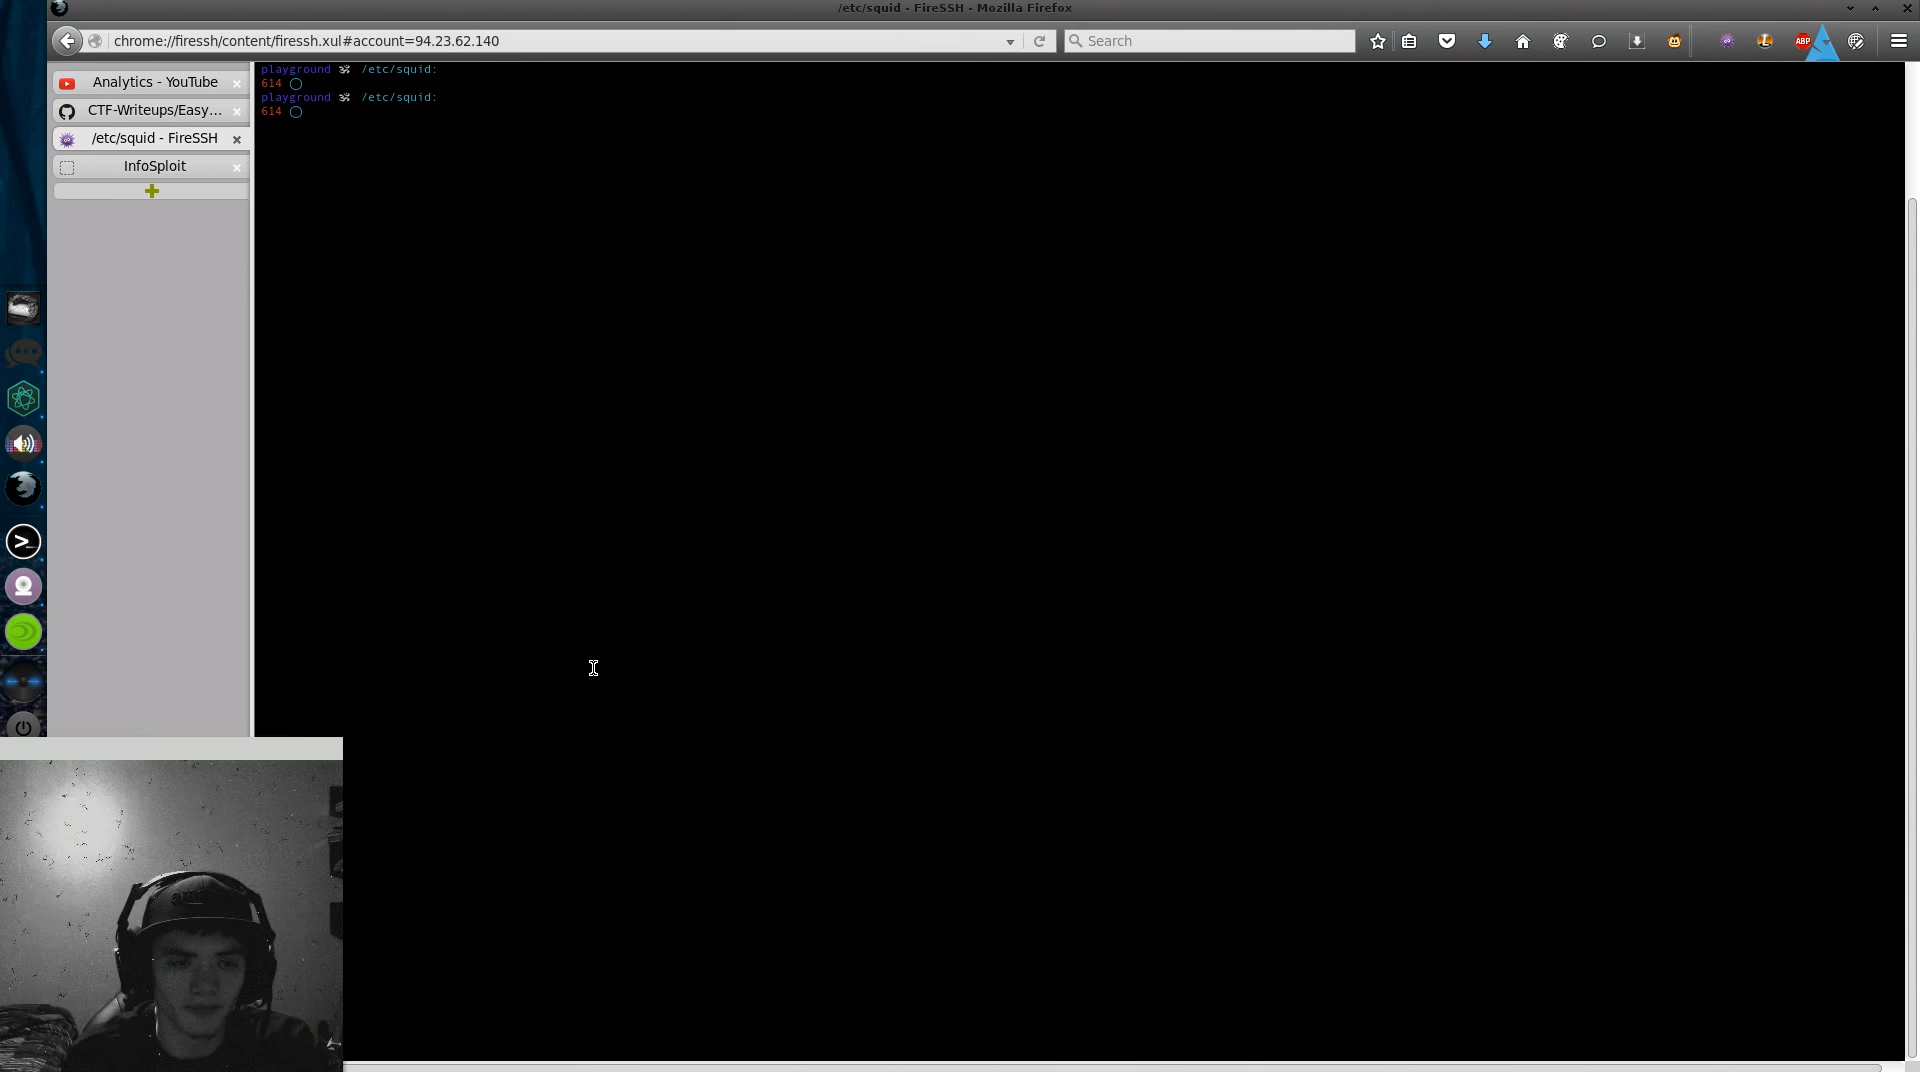 /etc/squid - FireSSH - Mozilla Firefox
chrome://firessh/content/firessh.xul#account=94.23.62.140
Search
ABP
Analytics - YouTube
CTF-Writeups/Easy...
/etc/squid - FireSSH
InfoSploit
playground /etc/squid:
614
playground /etc/squid:
614